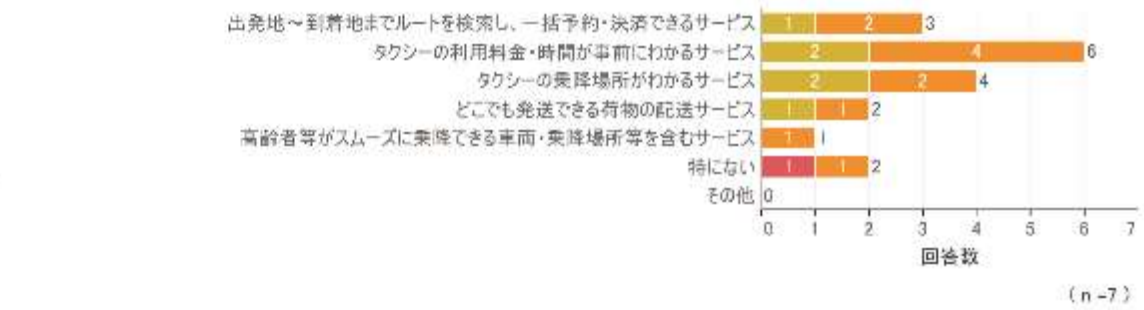 出発地～到着地までルートを検索し、一括予約・決済できるサービス 1 2 3
タクシーの利用料金・時間が事前にわかるサービス 2 4 6
タクシーの乗降場所がわかるサービス 2 2 4
どこでも発送できる荷物の配送サービス 1 1 2
高齢者等がスムーズに乗降できる車両・乗降場所等を含むサービス 1 1
特にない 1 1 2
その他 0
0 1 2 3 4 5 6 7
回答数
(n=7)